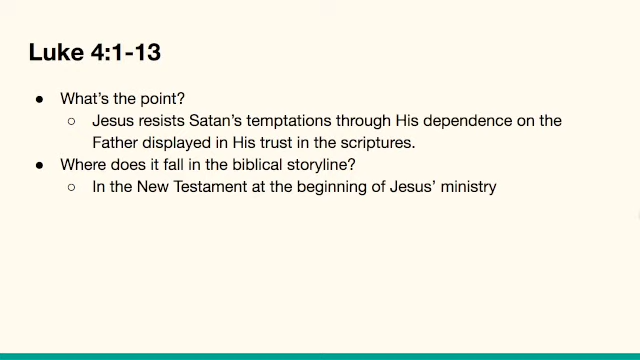 Luke 4:1-13
● What’s the point?
○ Jesus resists Satan’s temptations through His dependence on the
Father displayed in His trust in the scriptures.
● Where does it fall in the biblical storyline?
○ In the New Testament at the beginning of Jesus’ ministry